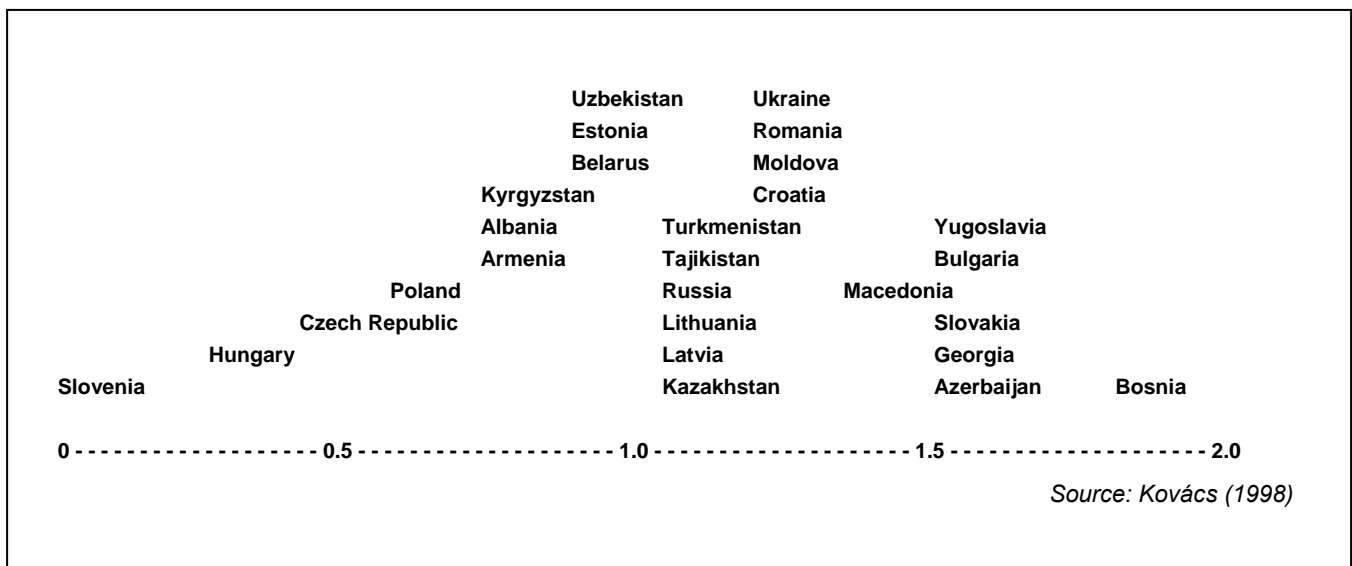 Uzbekistan Ukraine
Estonia Romania
Belarus Moldova
Kyrgyzstan Croatia
Albania Turkmenistan Yugoslavia
Armenia Tajikistan Bulgaria
Poland Russia Macedonia
Czech Republic Lithuania Slovakia
Hungary Latvia Georgia
Slovenia Kazakhstan Azerbaijan Bosnia
0 - - - - - - - - - - - - - - - - - - - 0.5 - - - - - - - - - - - - - - - - - - - - 1.0 - - - - - - - - - - - - - - - - - - - - 1.5 - - - - - - - - - - - - - - - - - - - - 2.0
Source: Kovács (1998)